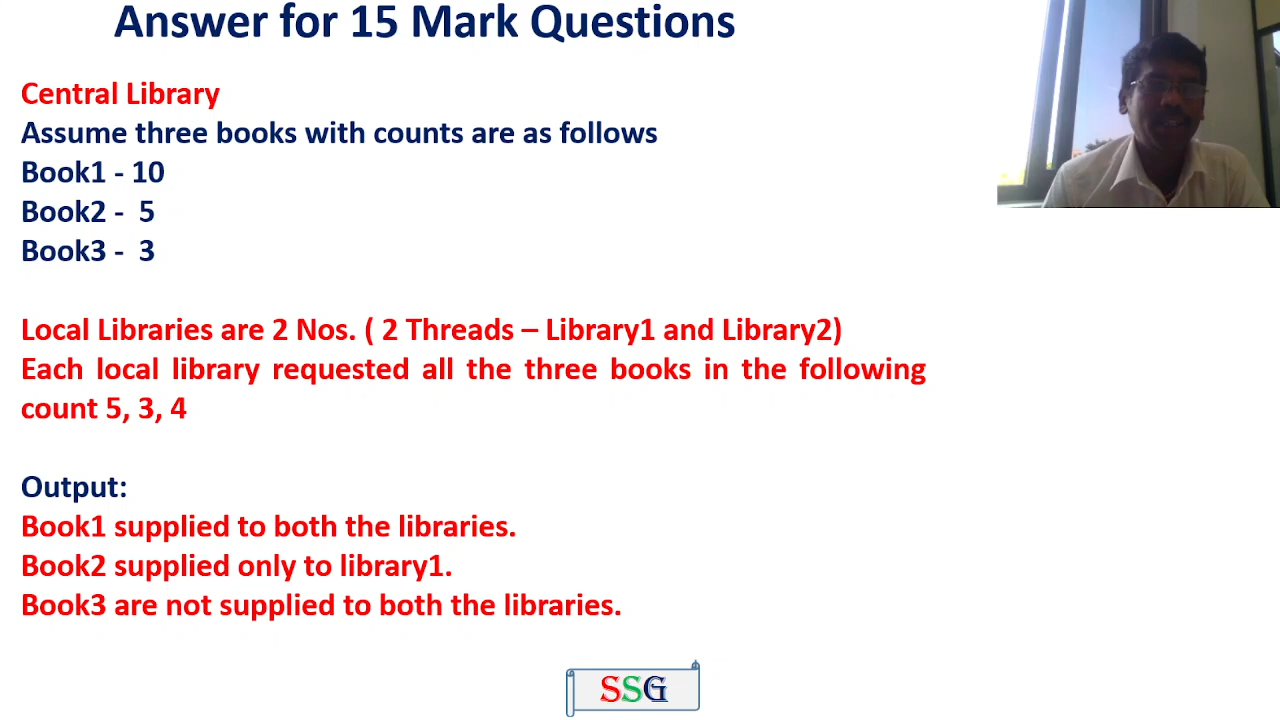 Answer for 15 Mark Questions
Central Library
Assume three books with counts are as follows
Book1 - 10
Book2 - 5
Book3 - 3
Local Libraries are 2 Nos. ( 2 Threads – Library1 and Library2)
Each local library requested all the three books in the following
count 5, 3, 4
Output:
Book1 supplied to both the libraries.
Book2 supplied only to library1.
Book3 are not supplied to both the libraries.
SSG